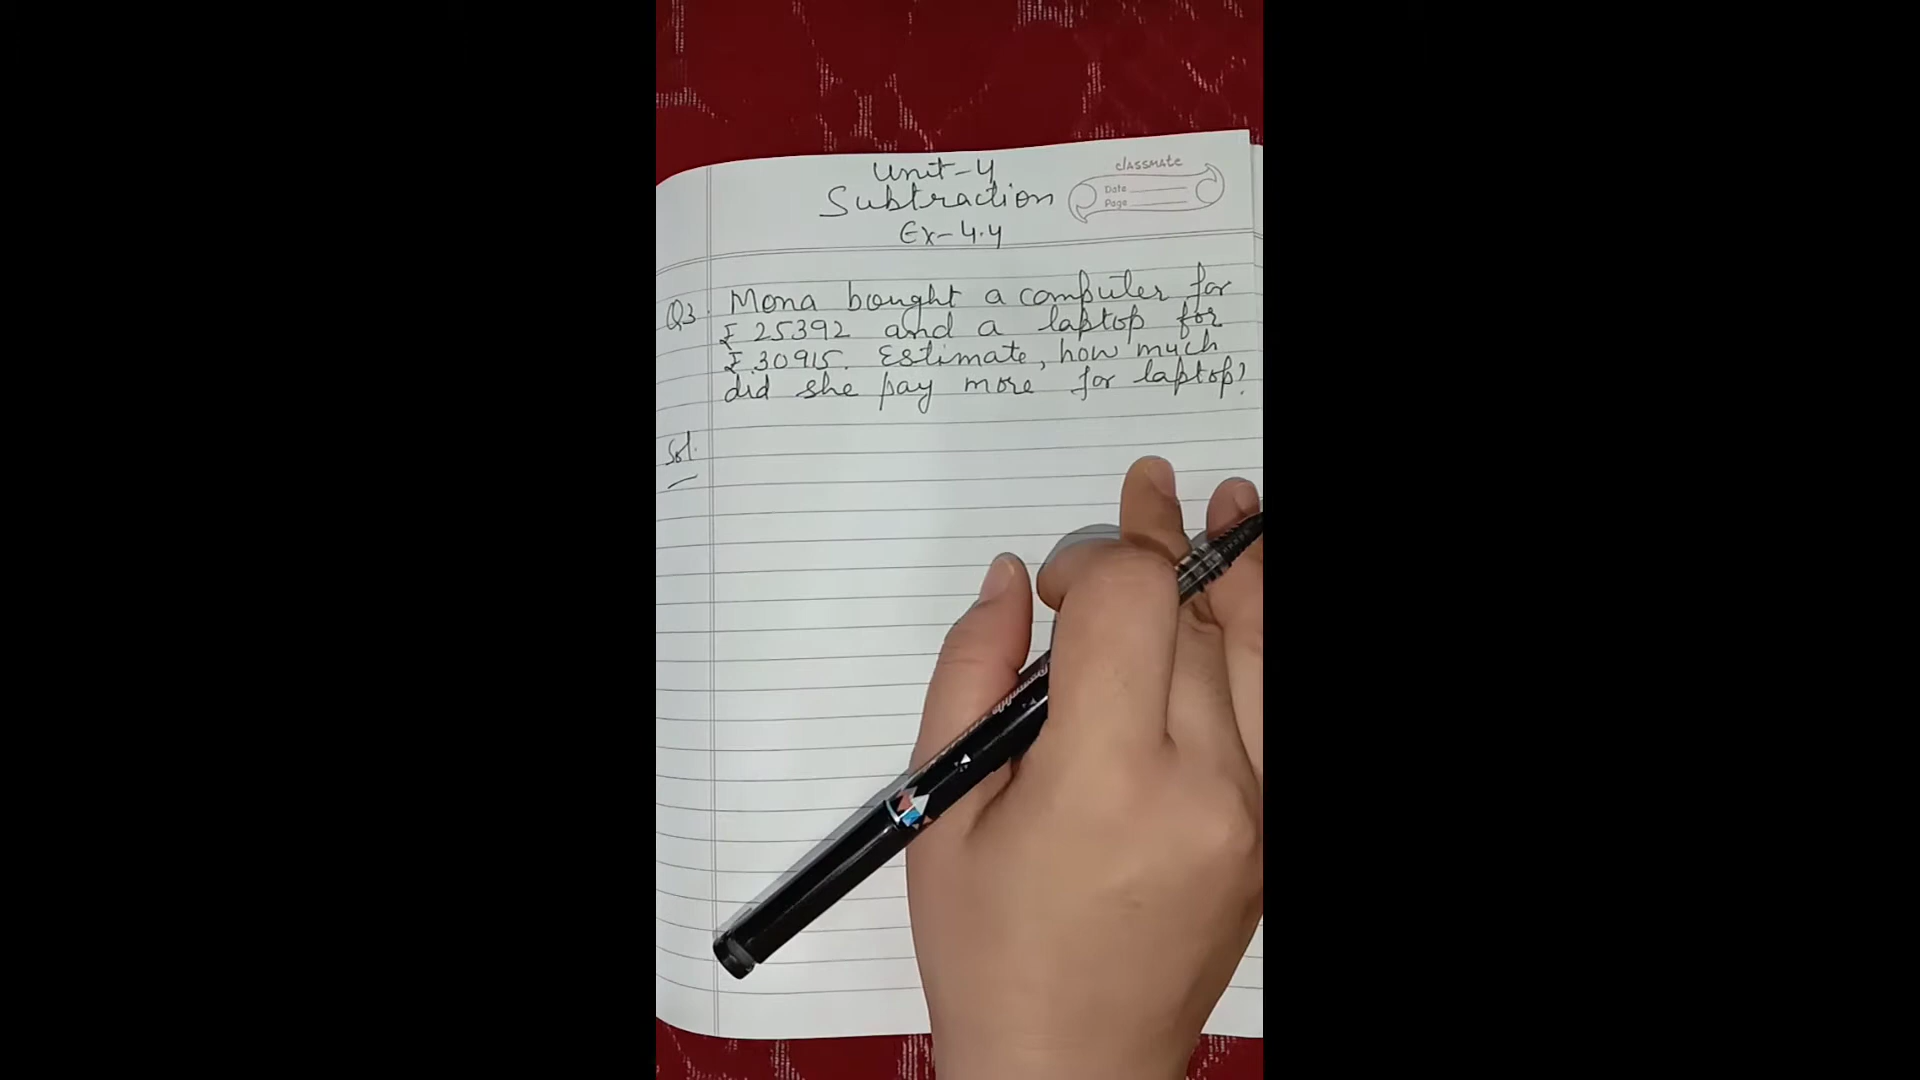 Unit-4
Subtraction
Ex-4.4
classmate
Date
Page
Q3. Mona bought a computer for
₹ 25392 and a laptop for
₹ 30915. Estimate, how much
did she pay more for laptop?
Sol.